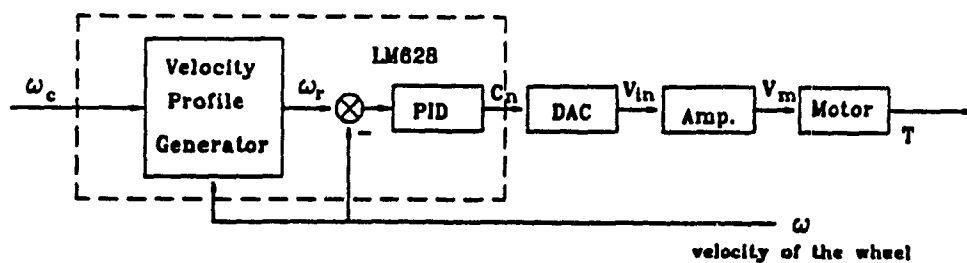 LM628
ω_c
Velocity
Profile
Generator
ω_r
-
PID
C_n
DAC
V_in
Amp.
V_m
Motor
T
ω
velocity of the wheel